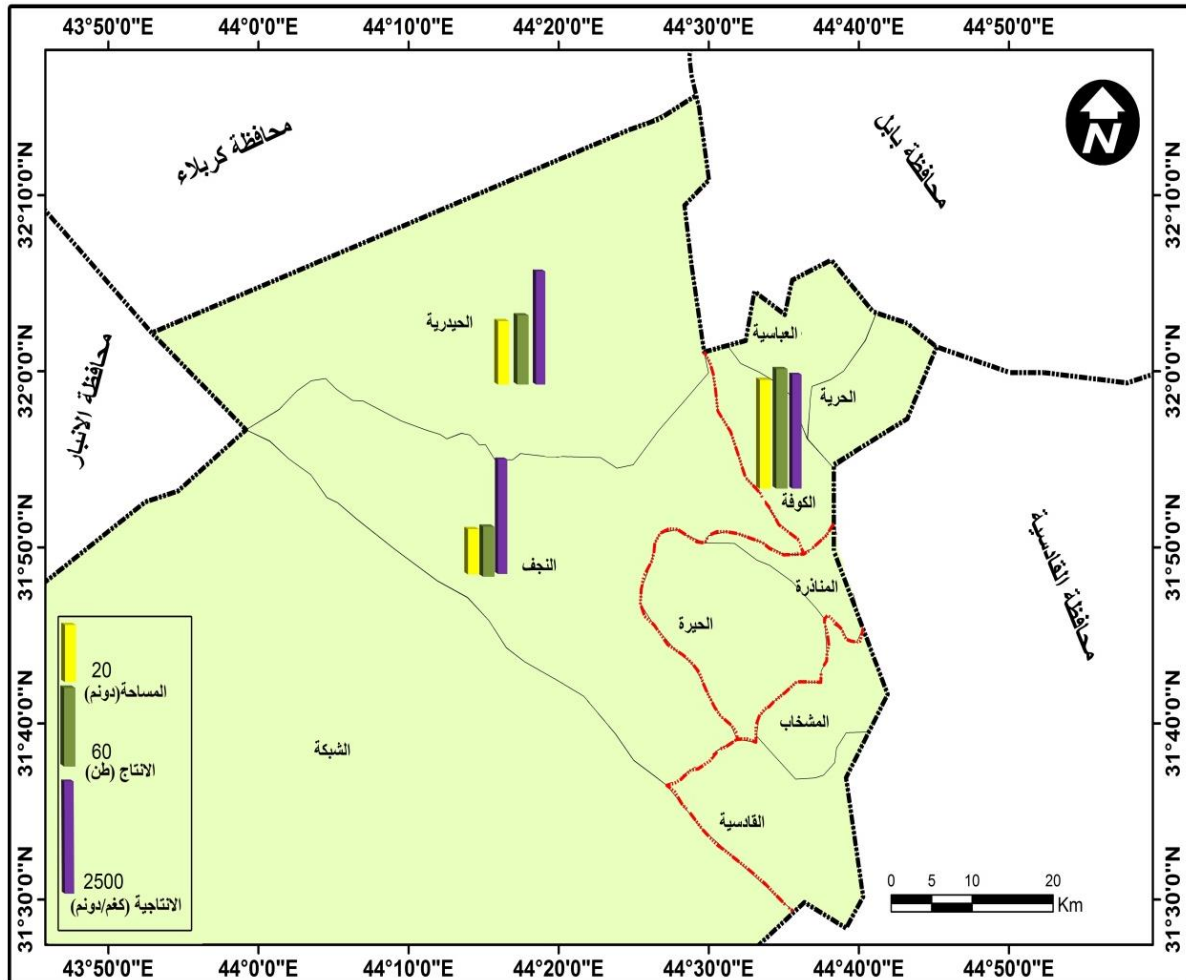 43°50'0"E 44°0'0"E 44°10'0"E 44°20'0"E 44°30'0"E 44°40'0"E 44°50'0"E
N
محافظة كربلاء
محافظة بابل
32°10'0"N 32°10'0"N
الحيدرية
العباسية
32°0'0"N 32°0'0"N
الحرية
محافظة الانبار
الكوفة
محافظة القادسية
31°50'0"N 31°50'0"N
النجف
المناذرة
الحيرة
20
المساحة(دونم)
المشخاب
31°40'0"N 31°40'0"N
60
الشبكة
الانتاج (طن)
القادسية
2500
الانتاجية (كغم/دونم)
0 5 10 20
Km
31°30'0"N 31°30'0"N
43°50'0"E 44°0'0"E 44°10'0"E 44°20'0"E 44°30'0"E 44°40'0"E 44°50'0"E